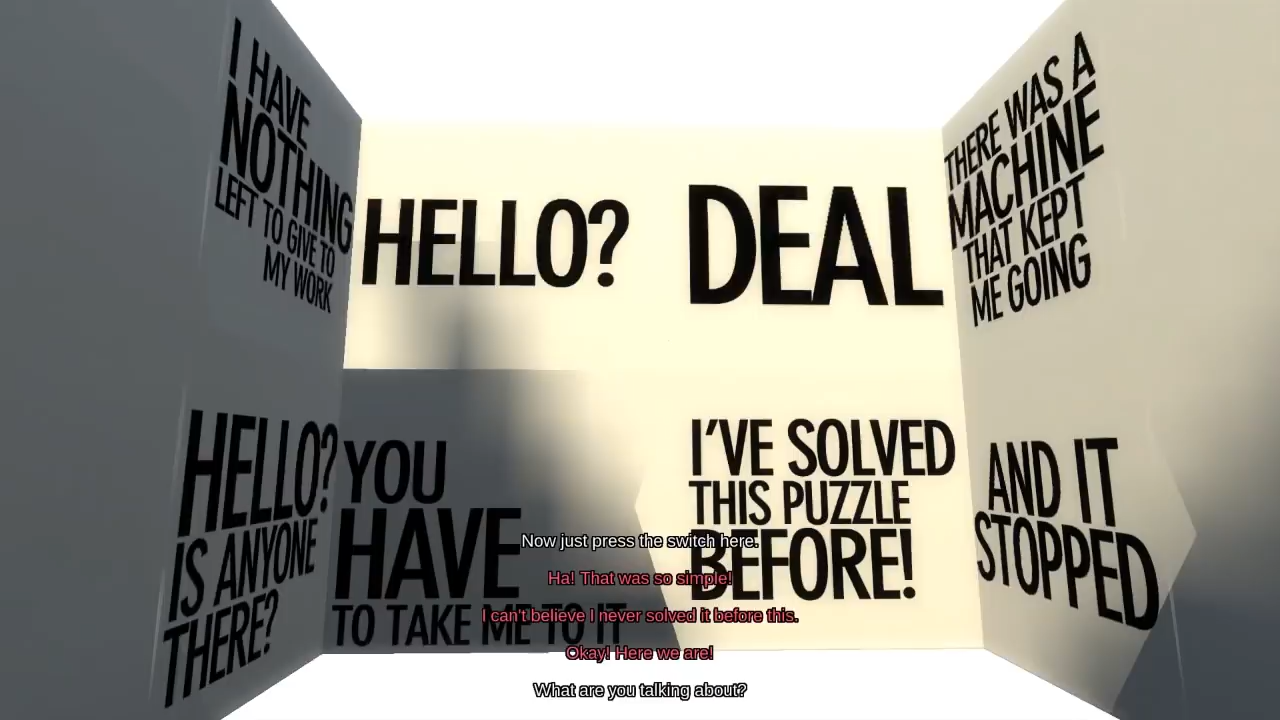 I HAVE
NOTHING
LEFT TO GIVE TO
MY WORK
HELLO?
IS ANYONE
THERE?
HELLO?
YOU
HAVE
TO TAKE ME TO IT
DEAL
I'VE SOLVED
THIS PUZZLE
BEFORE!
THERE WAS A
MACHINE
THAT KEPT
ME GOING
AND IT
STOPPED
Now just press the switch here.
Ha! That was so simple!
I can't believe I never solved it before this.
Okay! Here we are!
What are you talking about?